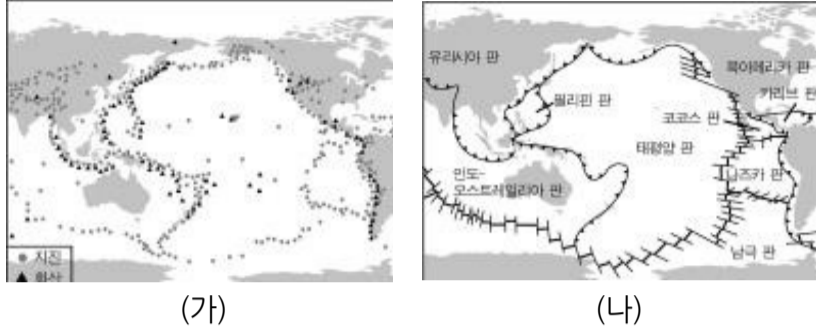 지진
화산
(가)
유라시아 판
북아메리카 판
카리브 판
필리핀 판
코코스 판
태평양 판
인도-
오스트레일리아 판
나즈카 판
남극 판
(나)